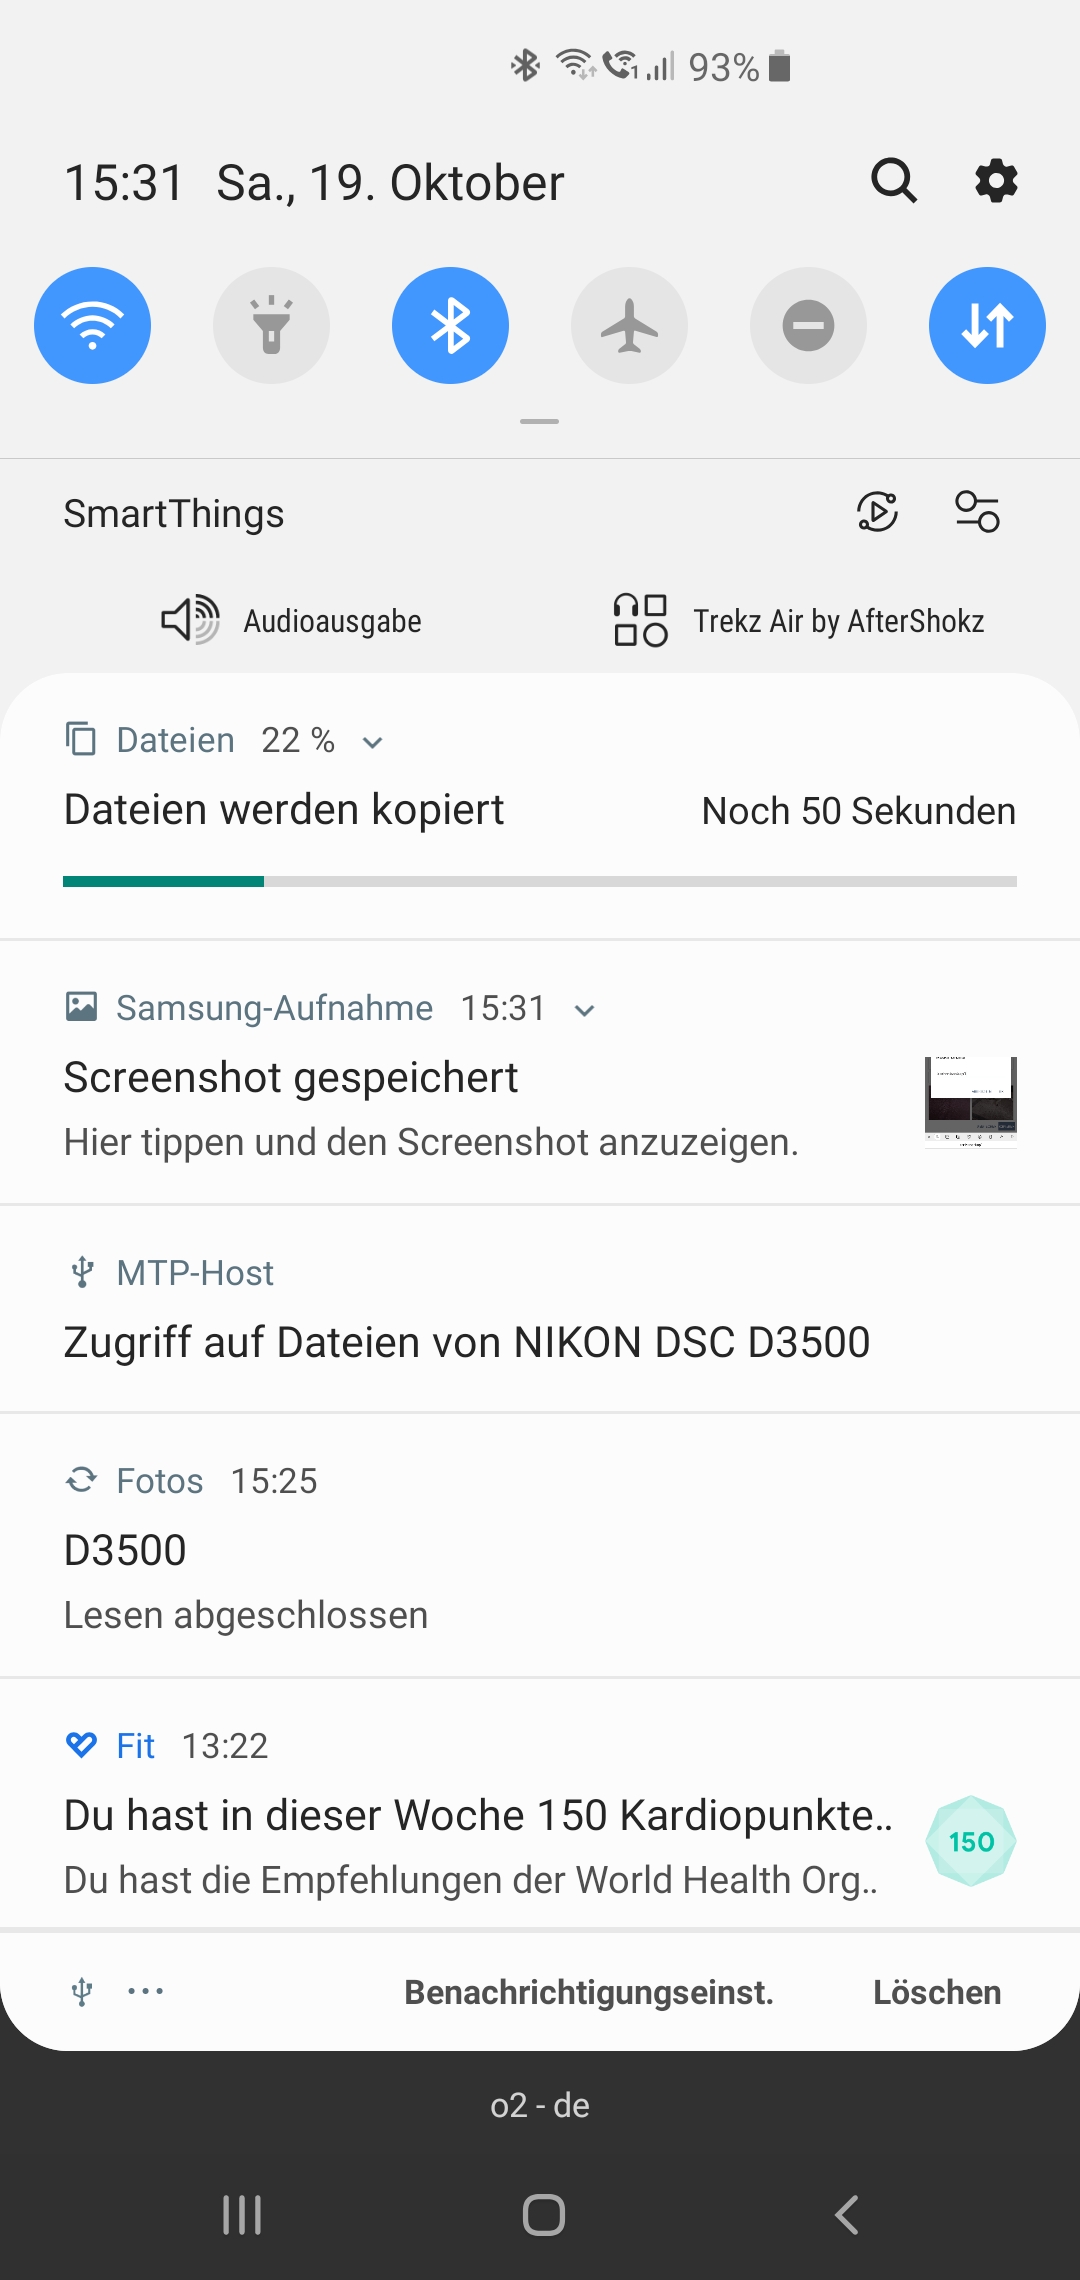 93%
15:31 Sa., 19. Oktober
SmartThings
Audioausgabe
Trekz Air by AfterShokz
Dateien 22 %
Dateien werden kopiert
Noch 50 Sekunden
Samsung-Aufnahme 15:31
Screenshot gespeichert
Hier tippen und den Screenshot anzuzeigen.
MTP-Host
Zugriff auf Dateien von NIKON DSC D3500
Fotos 15:25
D3500
Lesen abgeschlossen
Fit 13:22
Du hast in dieser Woche 150 Kardiopunkte..
150
Du hast die Empfehlungen der World Health Org..
Benachrichtigungseinst.
Löschen
o2 - de